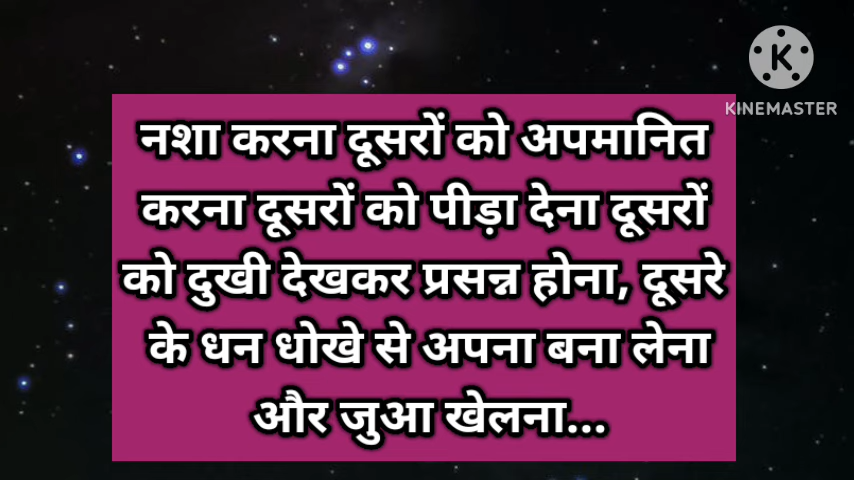 KINEMASTER
नशा करना दूसरों को अपमानित
करना दूसरों को पीड़ा देना दूसरों
को दुखी देखकर प्रसन्न होना, दूसरे
के धन धोखे से अपना बना लेना
और जुआ खेलना...